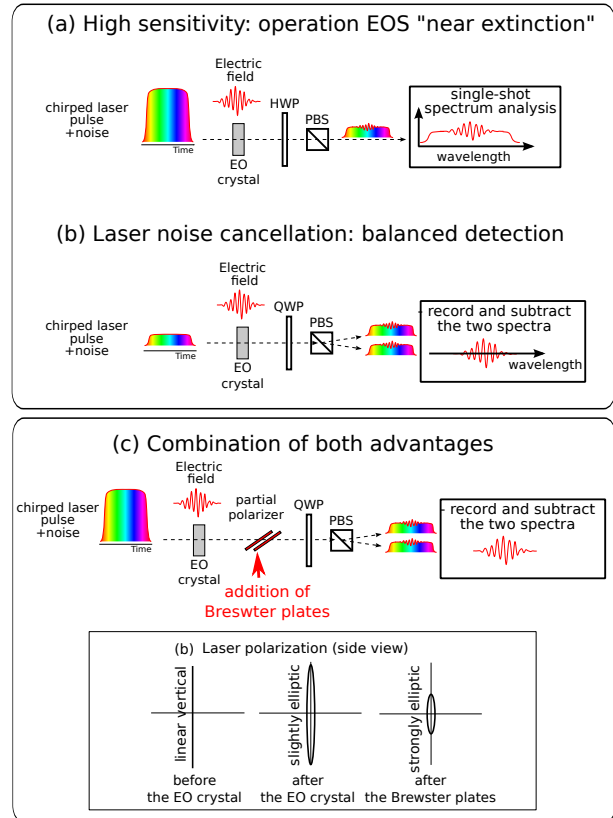 (a) High sensitivity: operation EOS "near extinction"
Electric
field
HWP
PBS
chirped laser
pulse
+noise
Time
EO
crystal
single-shot
spectrum analysis
wavelength
(b) Laser noise cancellation: balanced detection
Electric
field
QWP
PBS
chirped laser
pulse
+noise
Time
EO
crystal
record and subtract
the two spectra
wavelength
(c) Combination of both advantages
Electric
field
partial
polarizer
QWP
PBS
chirped laser
pulse
+noise
Time
EO
crystal
addition of
Breswter plates
record and subtract
the two spectra
(b) Laser polarization (side view)
linear vertical
slightly elliptic
strongly elliptic
before
the EO crystal
after
the EO crystal
after
the Brewster plates